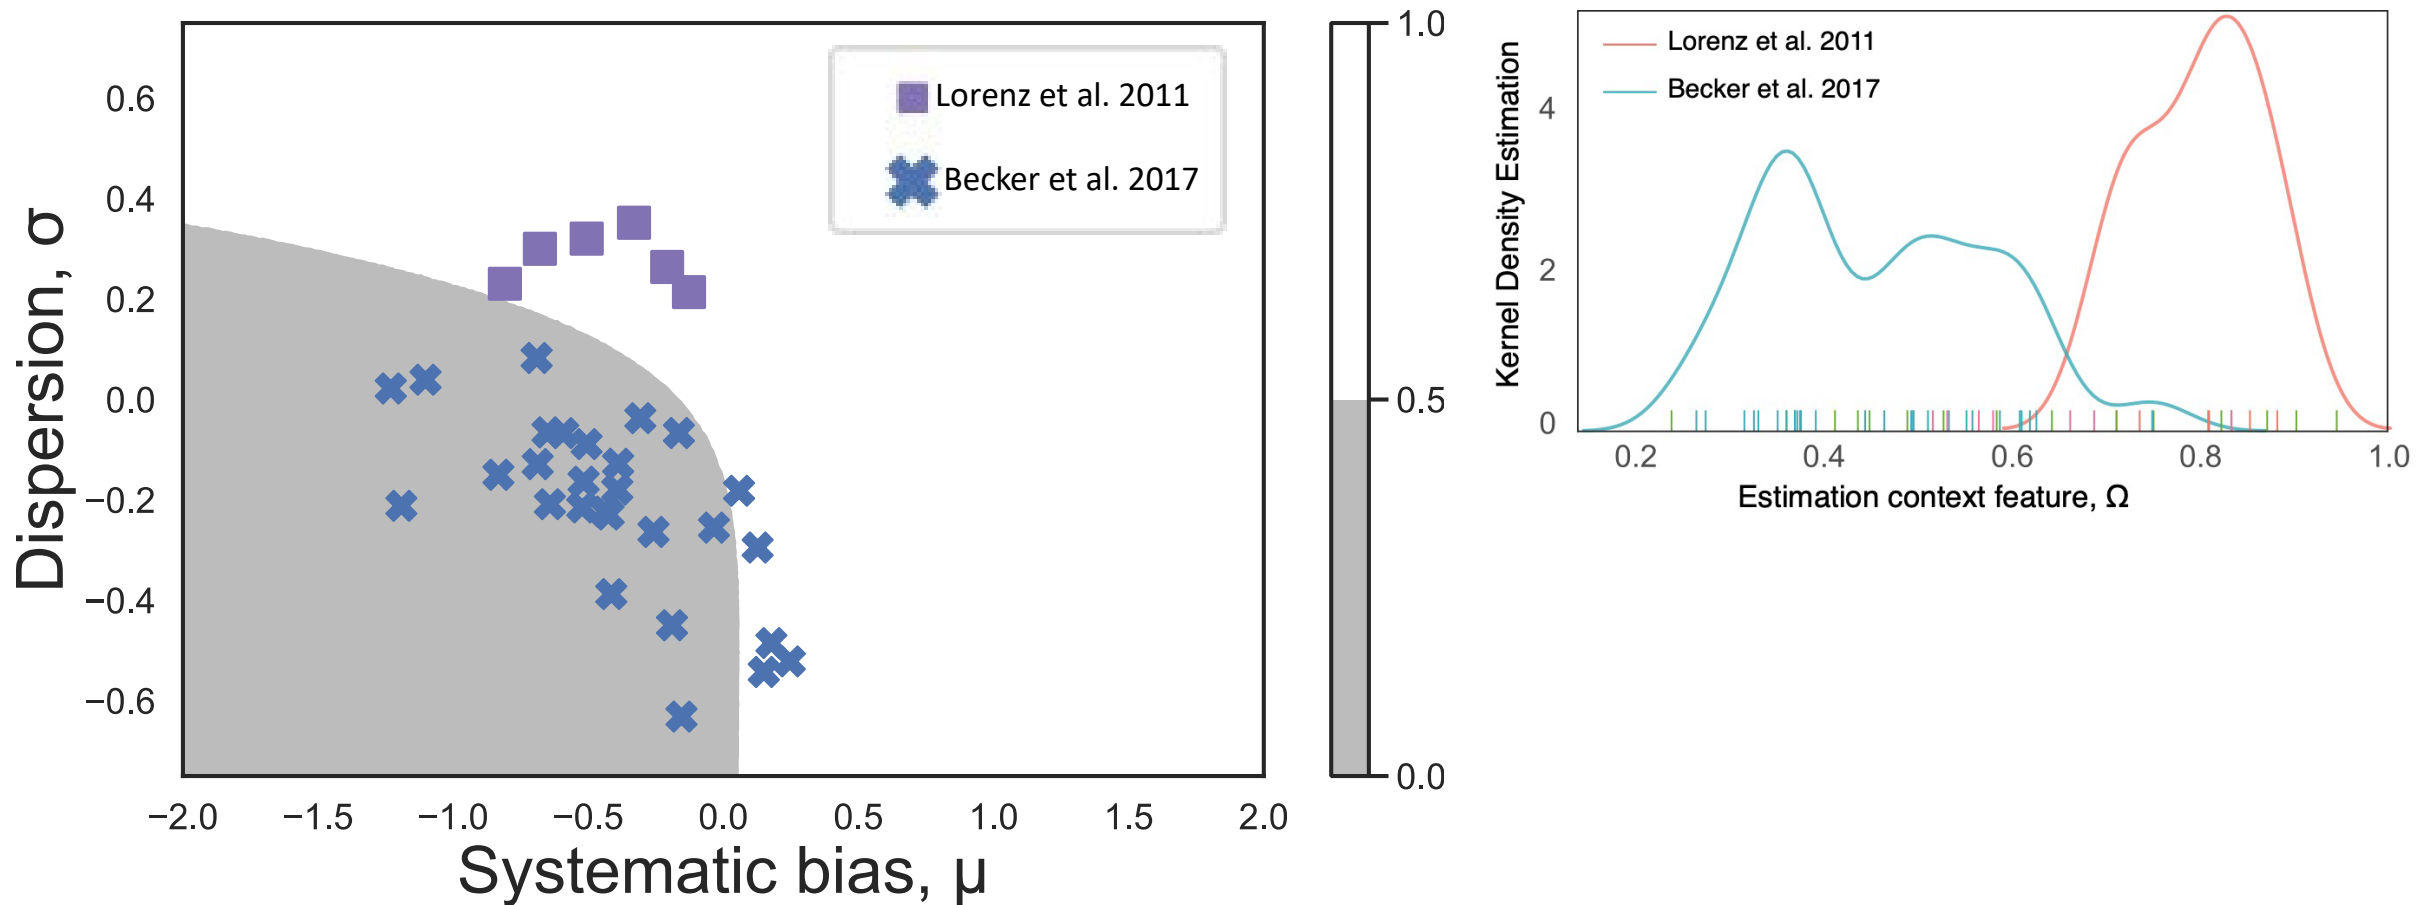 Dispersion, σ
0.6
0.4
0.2
0.0
−0.2
−0.4
−0.6
Lorenz et al. 2011
Becker et al. 2017
−2.0 −1.5 −1.0 −0.5 0.0 0.5 1.0 1.5 2.0
Systematic bias, μ
1.0
0.5
0.0
Kernel Density Estimation
4
2
0
Lorenz et al. 2011
Becker et al. 2017
0.2 0.4 0.6 0.8 1.0
Estimation context feature, Ω